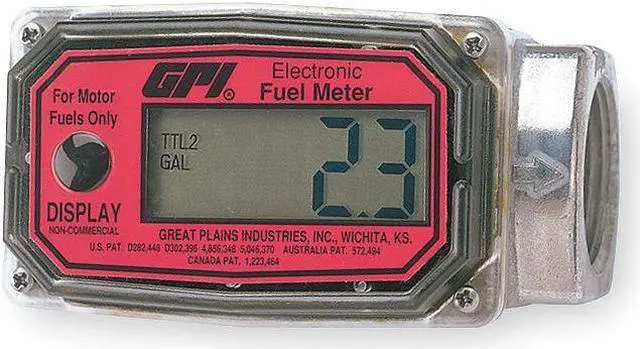 GPI®
Electronic
Fuel Meter
For Motor
Fuels Only
TTL2
GAL
2.3
DISPLAY
NON-COMMERCIAL
GREAT PLAINS INDUSTRIES, INC., WICHITA, KS.
U.S. PAT. D282,448 D302,396 4,856,348 5,046,370 AUSTRALIA PAT. 572,494
CANADA PAT. 1,223,464